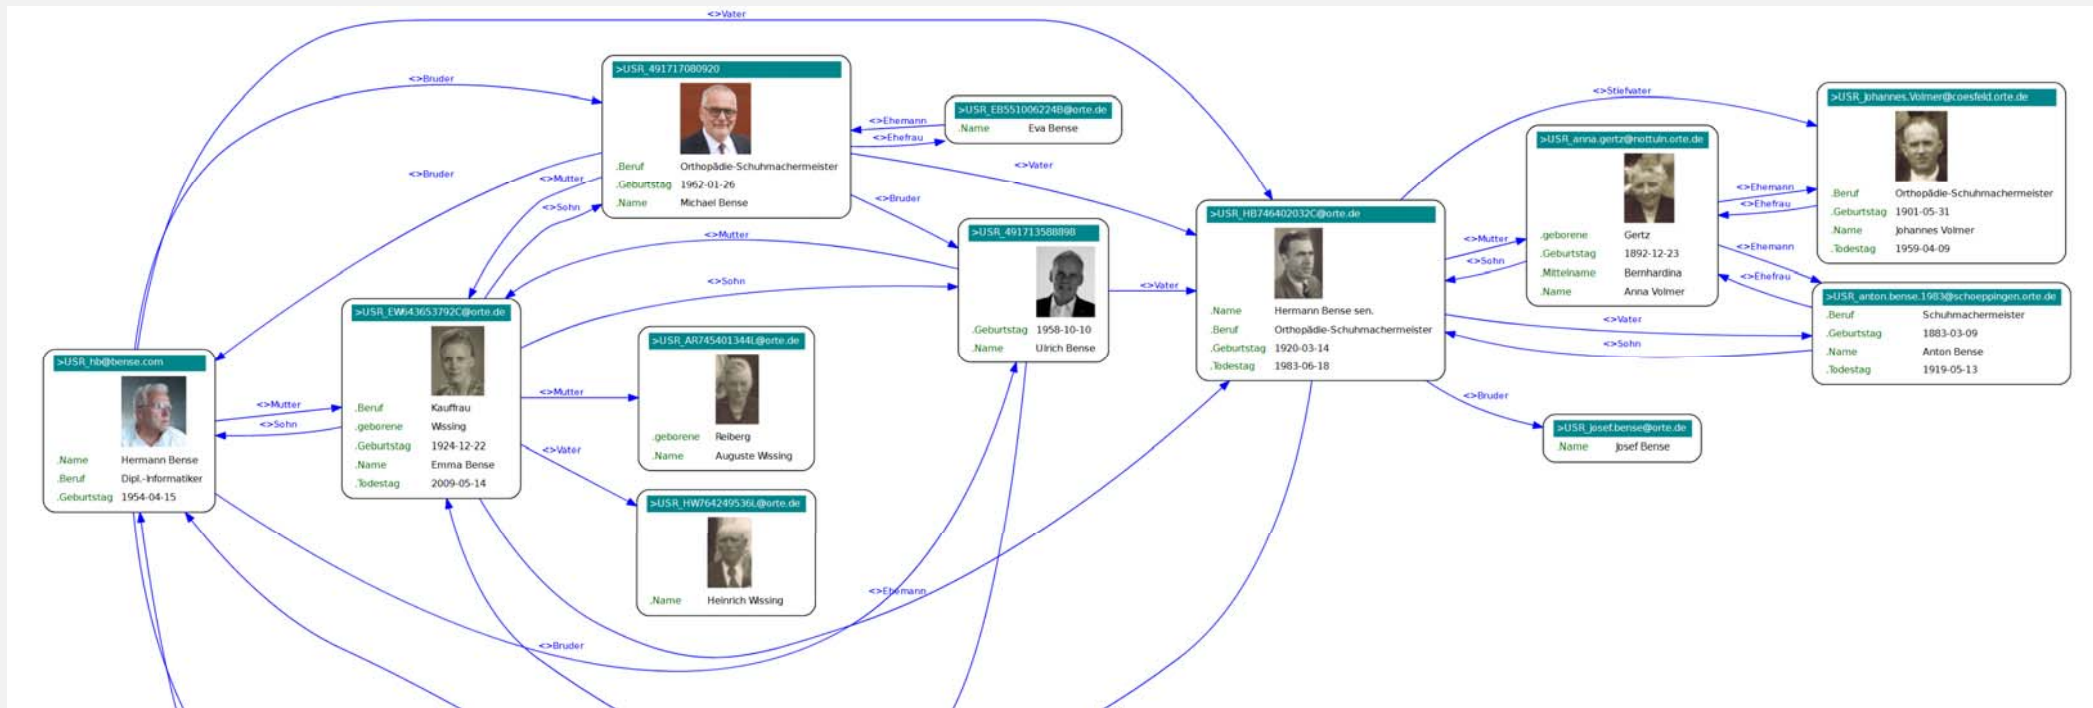 <>Vater
<>Bruder
>USR_491717080920
.Beruf Orthopädie-Schuhmachermeister
.Geburtstag 1962-01-26
.Name Michael Bense
<>Ehemann
<>Ehefrau
>USR_EB551006224B@orte.de
.Name Eva Bense
<>Stiefvater
>USR_Johannes.Volmer@coesfeld.orte.de
.Beruf Orthopädie-Schuhmachermeister
.Geburtstag 1901-05-31
.Name Johannes Volmer
.Todestag 1959-04-09
>USR_anna.gertz@nottuln.orte.de
.geborene Gertz
.Geburtstag 1892-12-23
.Mittelname Bernhardina
.Name Anna Volmer
<>Ehemann
<>Ehefrau
<>Ehemann
<>Ehefrau
<>Bruder
<>Mutter
<>Sohn
<>Vater
<>Bruder
<>Mutter
<>Sohn
>USR_491713588898
.Geburtstag 1958-10-10
.Name Ulrich Bense
<>Vater
>USR_HB746402032C@orte.de
.Name Hermann Bense sen.
.Beruf Orthopädie-Schuhmachermeister
.Geburtstag 1920-03-14
.Todestag 1983-06-18
<>Mutter
<>Sohn
<>Vater
<>Sohn
>USR_anton.bense.1983@schoeppingen.orte.de
.Beruf Schuhmachermeister
.Geburtstag 1883-03-09
.Name Anton Bense
.Todestag 1919-05-13
>USR_hb@bense.com
.Name Hermann Bense
.Beruf Dipl.-Informatiker
.Geburtstag 1954-04-15
<>Mutter
<>Sohn
>USR_EW643653792C@orte.de
.Beruf Kauffrau
.geborene Wissing
.Geburtstag 1924-12-22
.Name Emma Bense
.Todestag 2009-05-14
<>Mutter
<>Vater
>USR_AR745401344L@orte.de
.geborene Reiberg
.Name Auguste Wissing
>USR_HW764249536L@orte.de
.Name Heinrich Wissing
<>Bruder
>USR_josef.bense@orte.de
.Name Josef Bense
<>Ehemann
<>Bruder